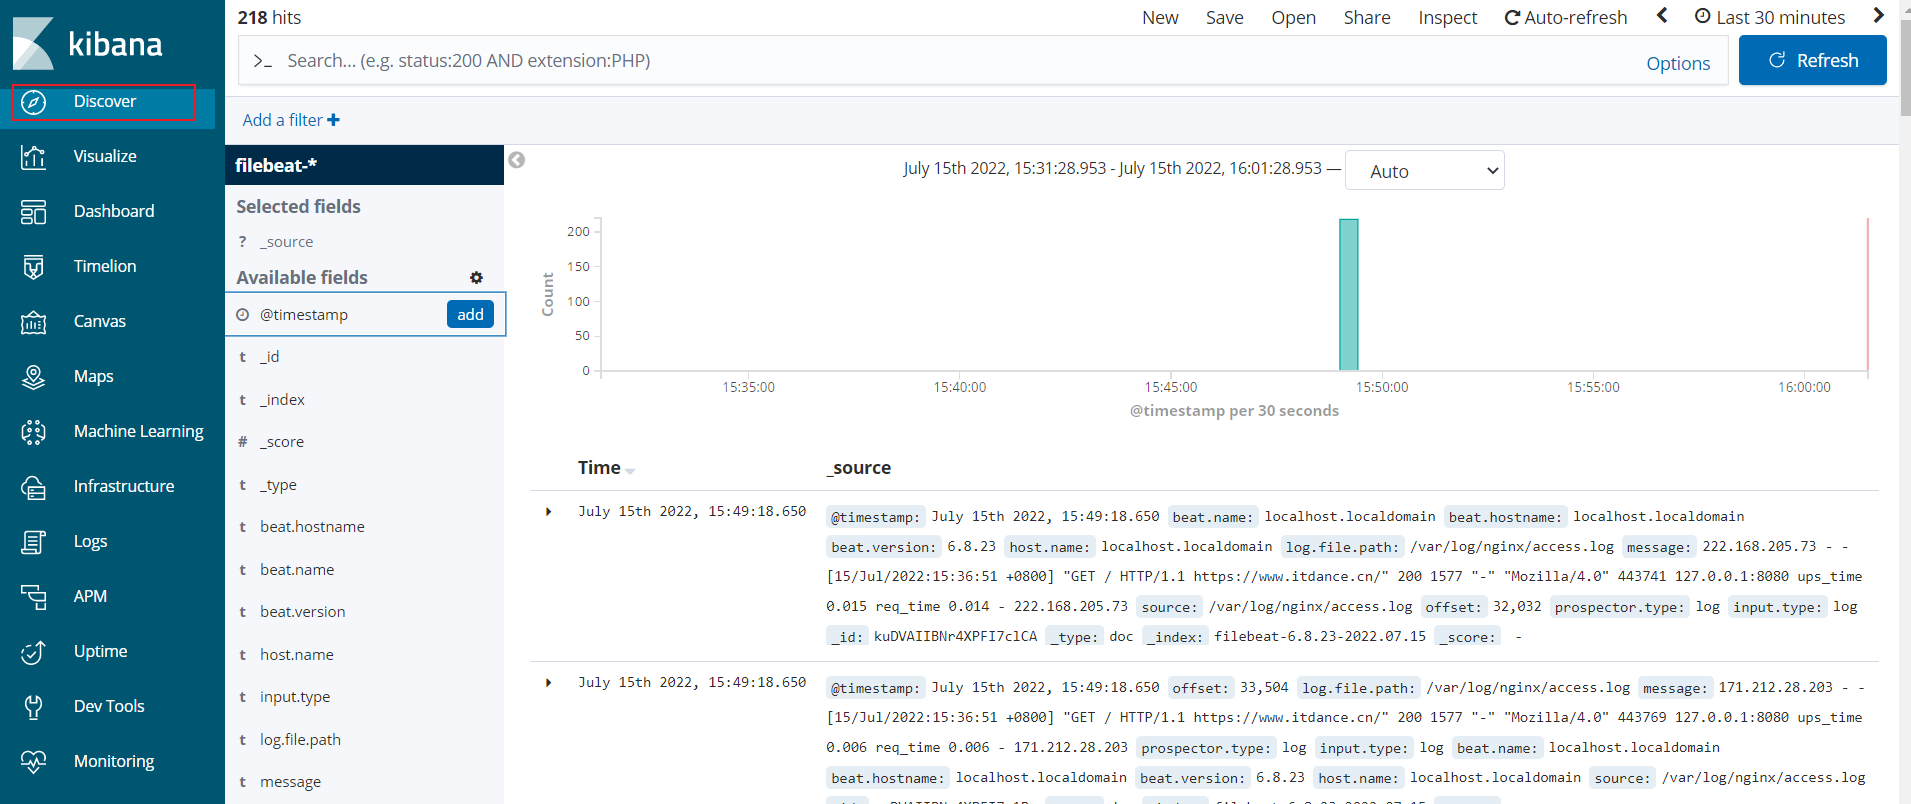 kibana
Discover
Visualize
Dashboard
Timelion
Canvas
Maps
Machine Learning
Infrastructure
Logs
APM
Uptime
Dev Tools
Monitoring
218 hits
New Save Open Share Inspect Auto-refresh Last 30 minutes
>_ Search... (e.g. status:200 AND extension:PHP) Options Refresh
Add a filter +
filebeat-*
Selected fields
? _source
Available fields
@timestamp add
t _id
t _index
# _score
t _type
t beat.hostname
t beat.name
t beat.version
t host.name
t input.type
t log.file.path
t message
July 15th 2022, 15:31:28.953 - July 15th 2022, 16:01:28.953 — Auto
Count
200
150
100
50
0
15:35:00 15:40:00 15:45:00 15:50:00 15:55:00 16:00:00
@timestamp per 30 seconds
Time _source
July 15th 2022, 15:49:18.650 @timestamp: July 15th 2022, 15:49:18.650 beat.name: localhost.localdomain beat.hostname: localhost.localdomain
beat.version: 6.8.23 host.name: localhost.localdomain log.file.path: /var/log/nginx/access.log message: 222.168.205.73 - -
[15/Jul/2022:15:36:51 +0800] "GET / HTTP/1.1 https://www.itdance.cn/" 200 1577 "-" "Mozilla/4.0" 443741 127.0.0.1:8080 ups_time
0.015 req_time 0.014 - 222.168.205.73 source: /var/log/nginx/access.log offset: 32,032 prospector.type: log input.type: log
_id: kuDVAIIBNr4XPFI7clCA _type: doc _index: filebeat-6.8.23-2022.07.15 _score: -
July 15th 2022, 15:49:18.650 @timestamp: July 15th 2022, 15:49:18.650 offset: 33,504 log.file.path: /var/log/nginx/access.log message: 171.212.28.203 - -
[15/Jul/2022:15:36:51 +0800] "GET / HTTP/1.1 https://www.itdance.cn/" 200 1577 "-" "Mozilla/4.0" 443769 127.0.0.1:8080 ups_time
0.006 req_time 0.006 - 171.212.28.203 prospector.type: log input.type: log beat.name: localhost.localdomain
beat.hostname: localhost.localdomain beat.version: 6.8.23 host.name: localhost.localdomain source: /var/log/nginx/access.log